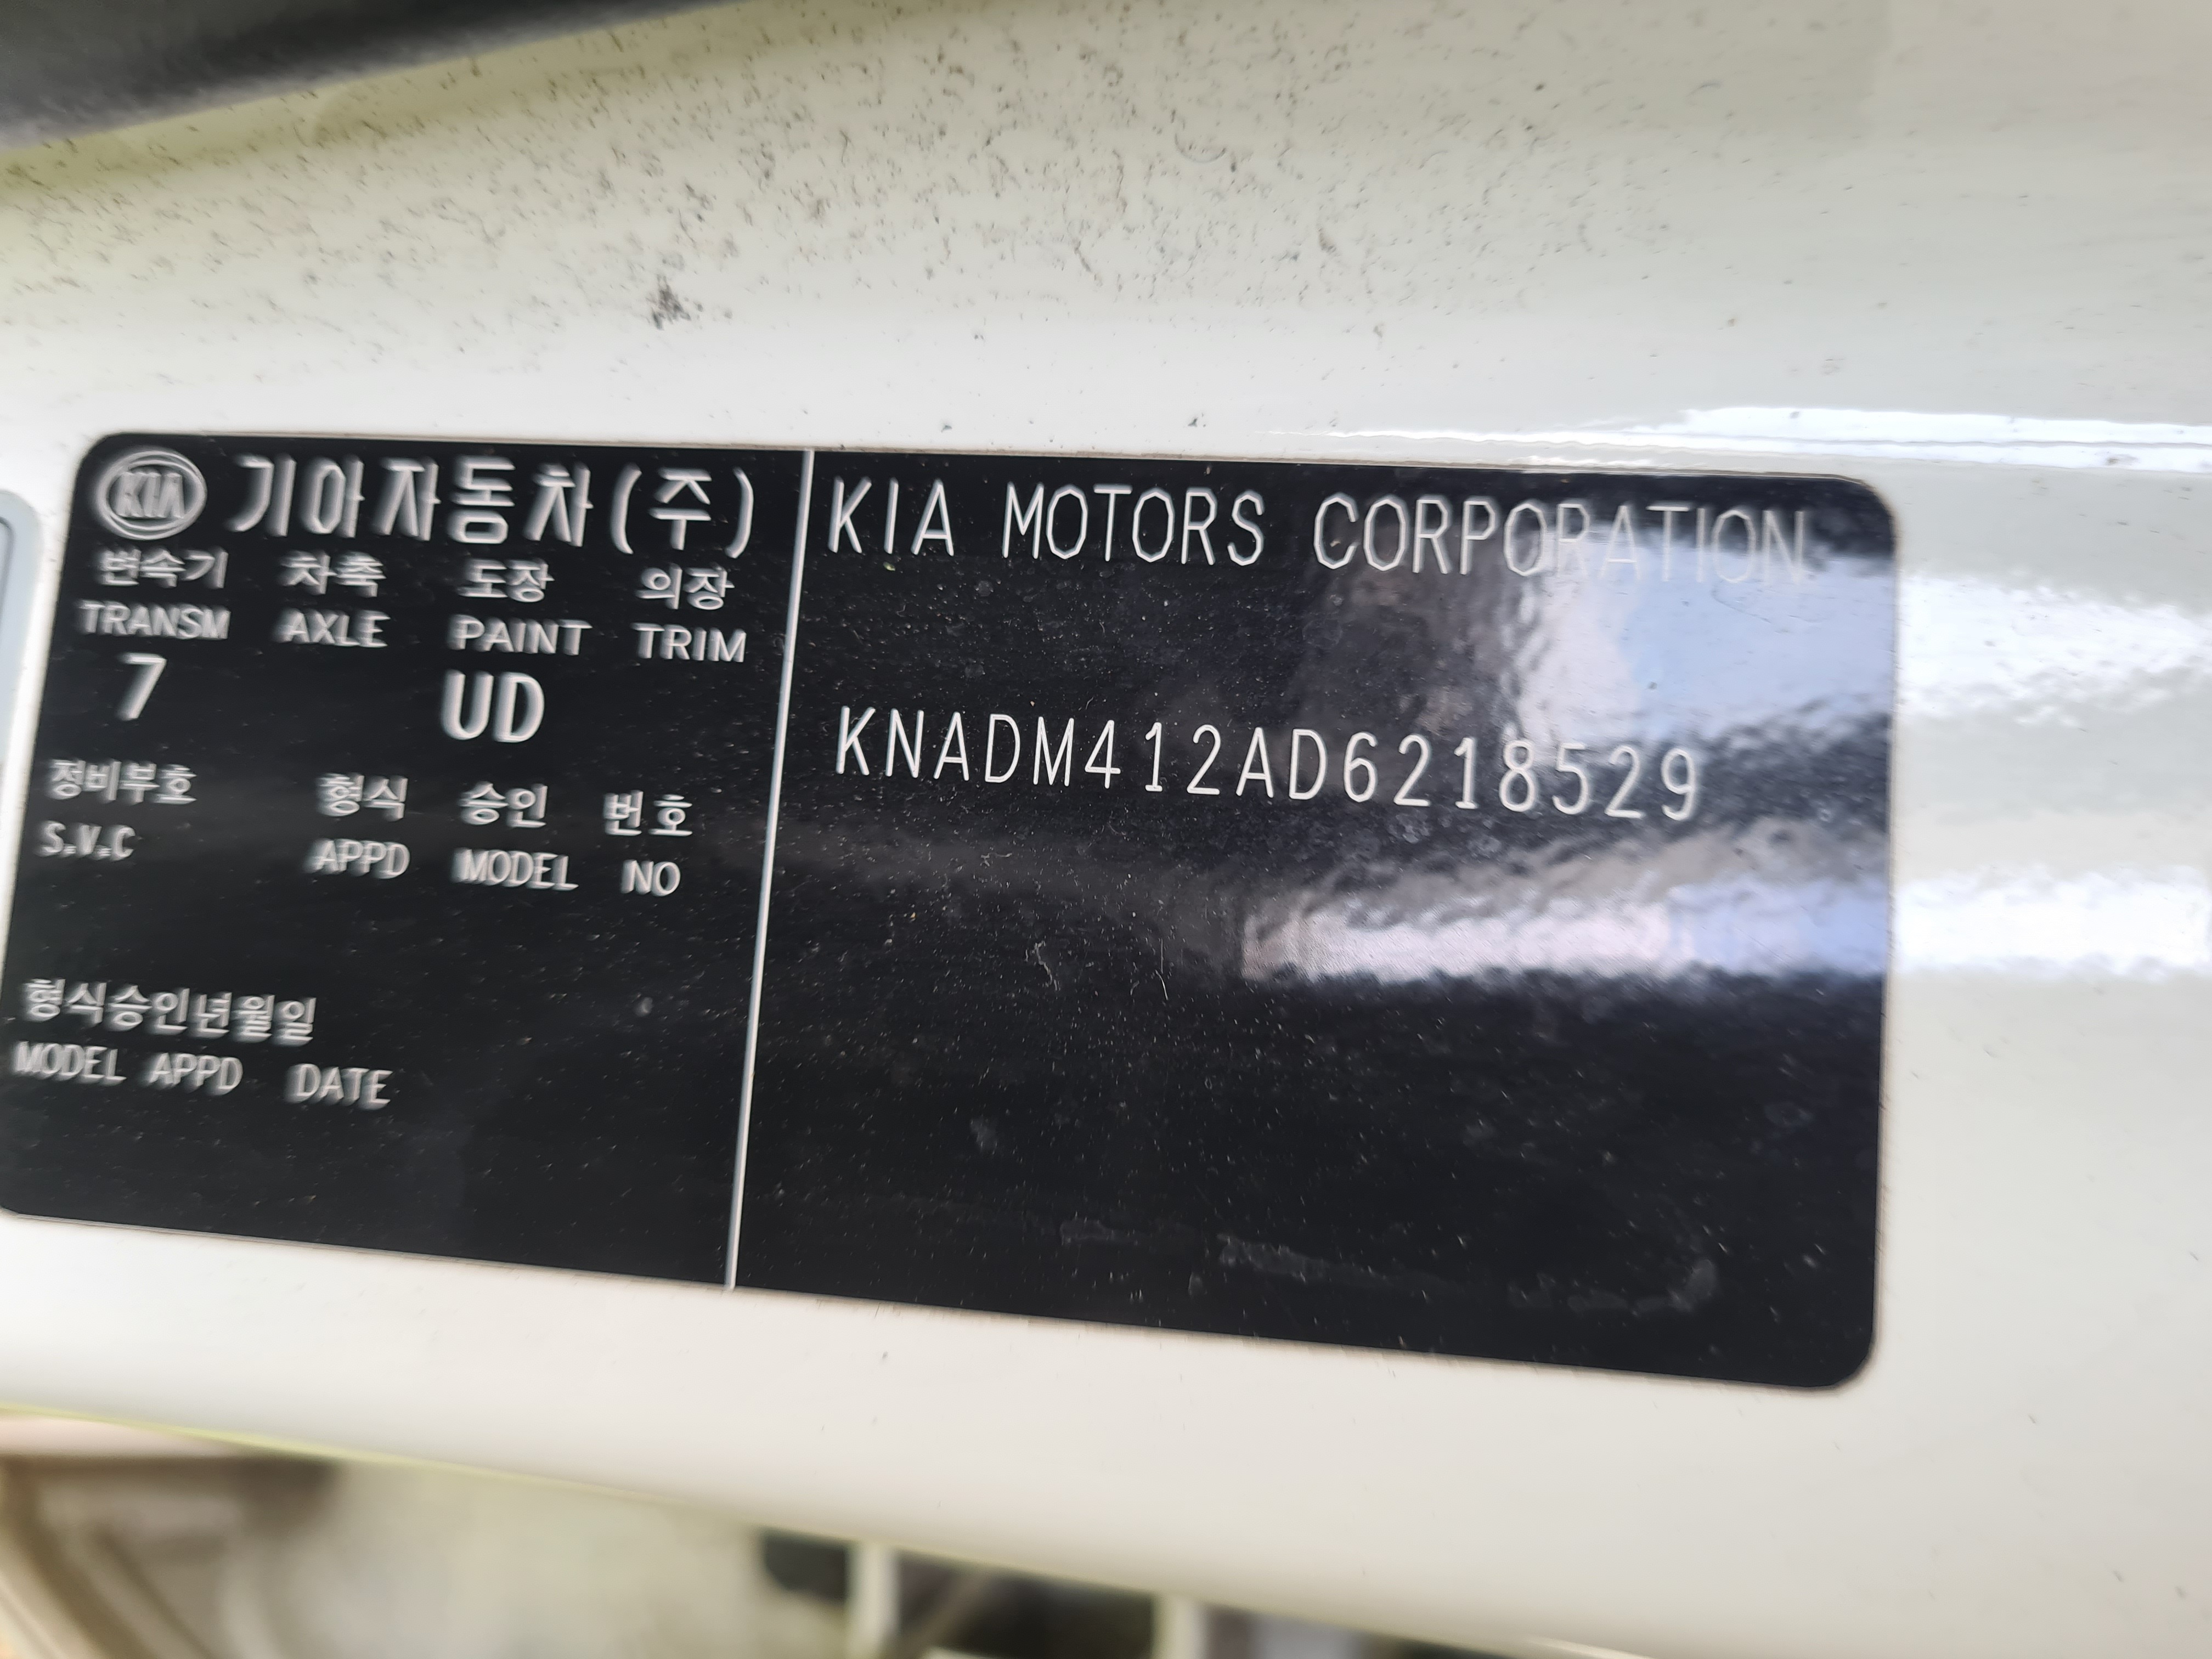 KIA 기아자동차(주)
변속기 차축 도장 의장
TRANSM AXLE PAINT TRIM
7 UD
정비부호 형식 승인 번호
S.V.C APPD MODEL NO
형식승인년월일
MODEL APPD DATE
KIA MOTORS CORPORATION
KNADM412AD6218529